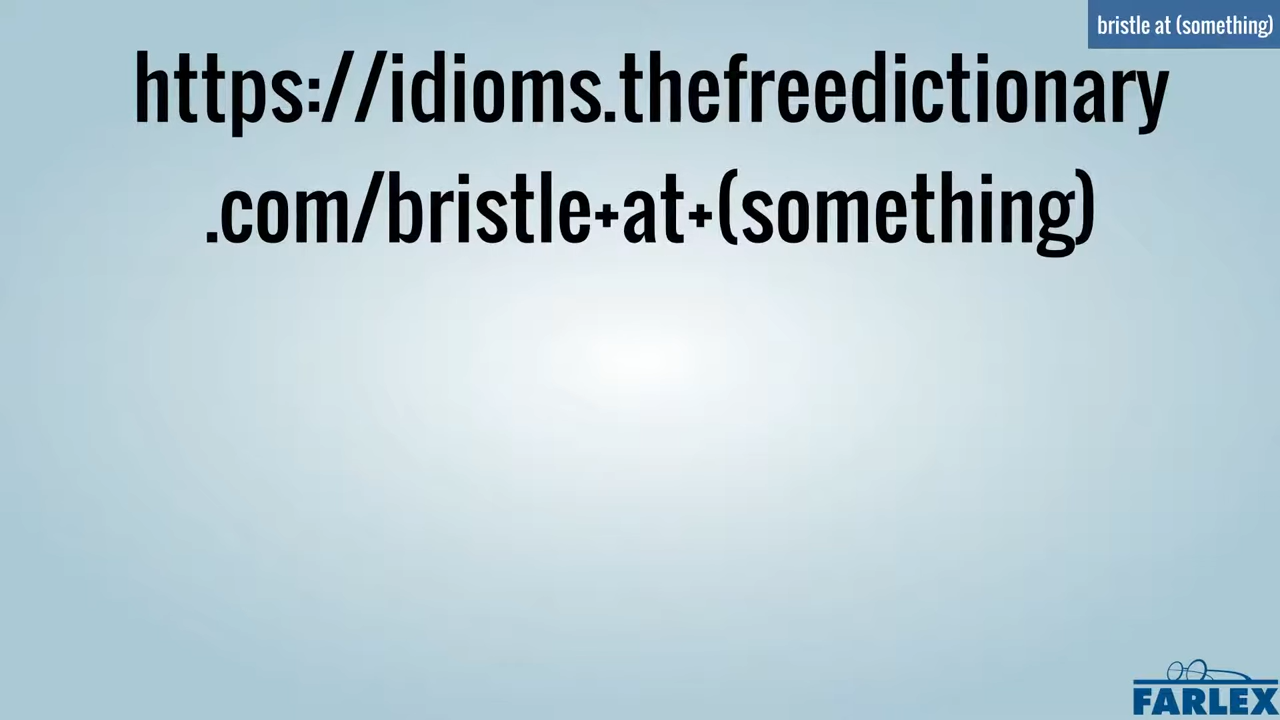 bristle at (something)
https://idioms.thefreedictionary
.com/bristle+at+(something)
FARLEX